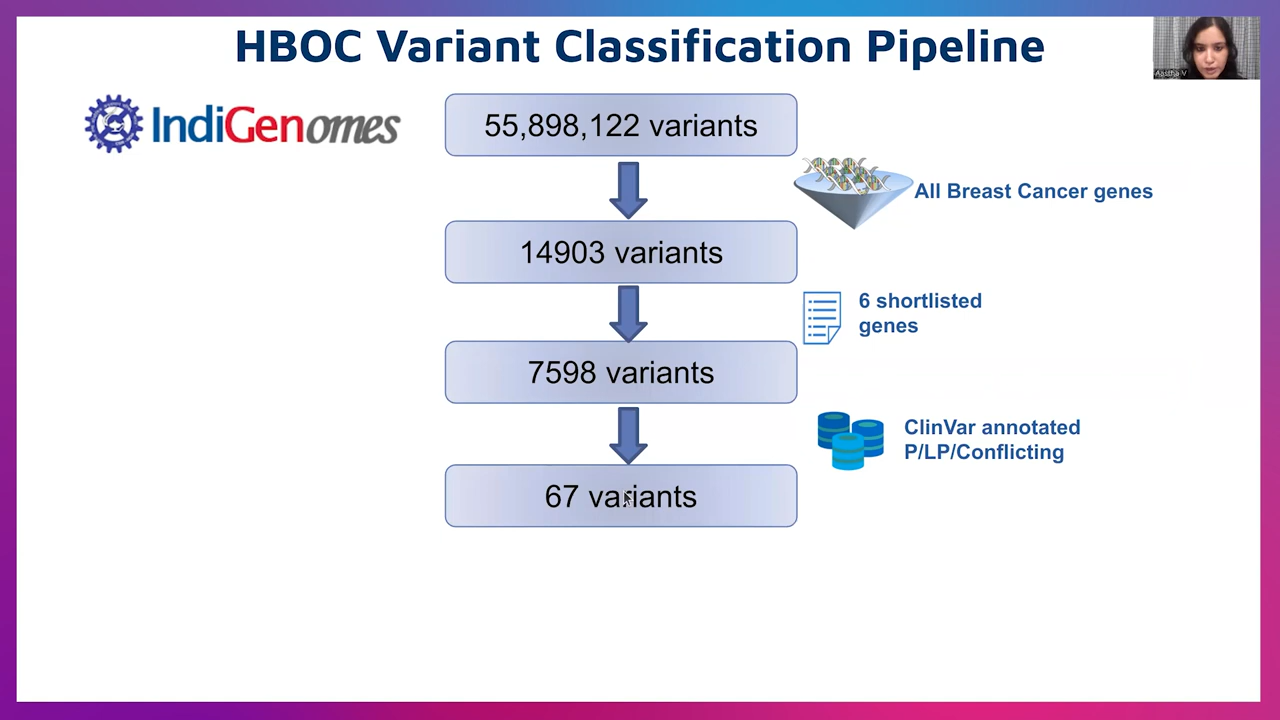 HBOC Variant Classification Pipeline
Aastha V
IndiGenomes
55,898,122 variants
All Breast Cancer genes
14903 variants
6 shortlisted
genes
7598 variants
ClinVar annotated
P/LP/Conflicting
67 variants